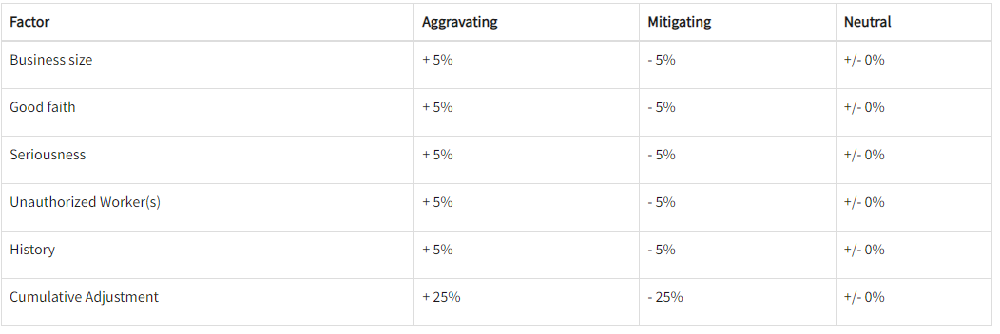 Factor Aggravating Mitigating Neutral
Business size + 5% - 5% +/- 0%
Good faith + 5% - 5% +/- 0%
Seriousness + 5% - 5% +/- 0%
Unauthorized Worker(s) + 5% - 5% +/- 0%
History + 5% - 5% +/- 0%
Cumulative Adjustment + 25% - 25% +/- 0%